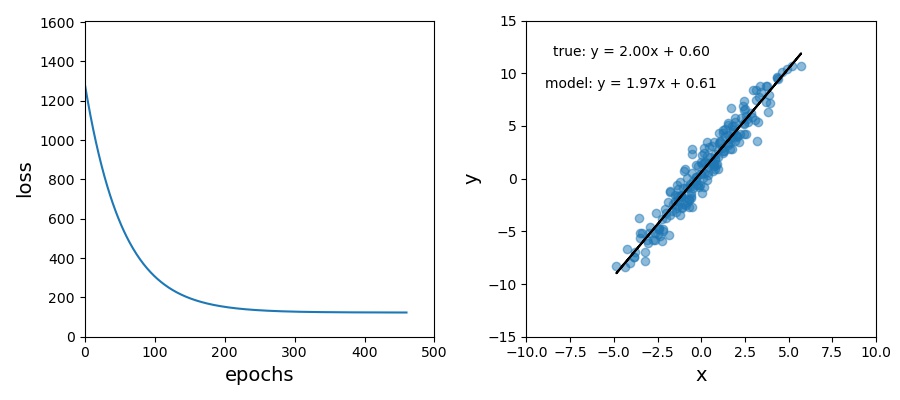 1600
1400
1200
1000
800
600
400
200
0
loss
0 100 200 300 400 500
epochs
true: y = 2.00x + 0.60
model: y = 1.97x + 0.61
15
10
5
0
−5
−10
−15
y
−10.0 −7.5 −5.0 −2.5 0.0 2.5 5.0 7.5 10.0
x